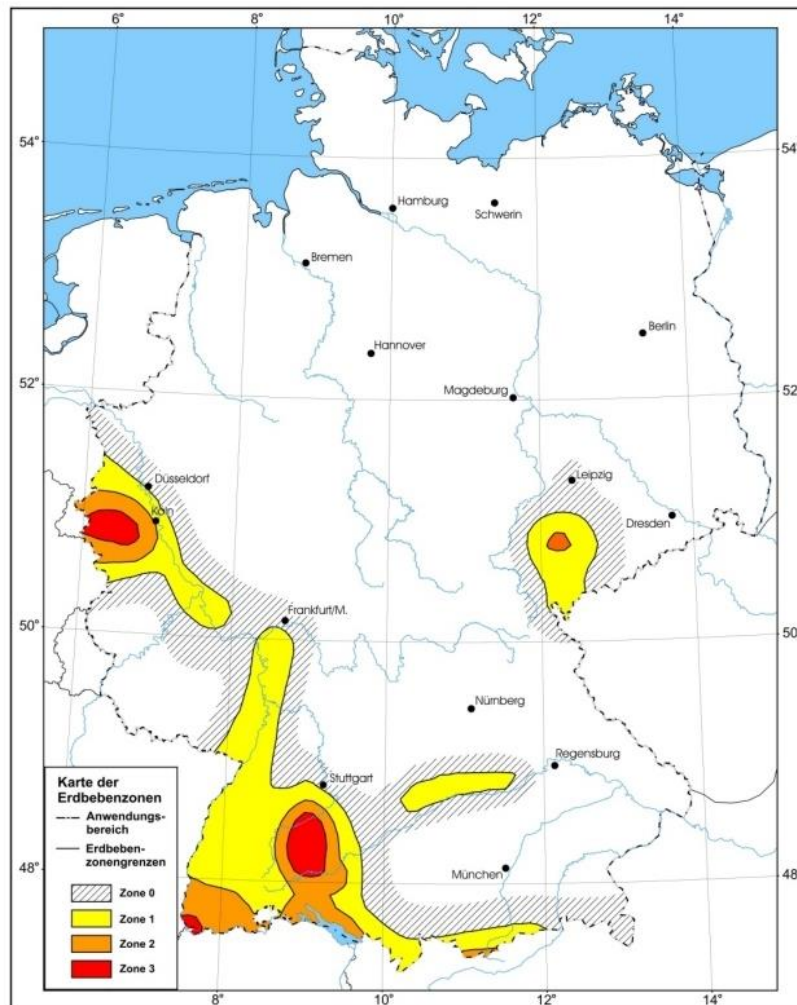 6° 8° 10° 12° 14°
54° 54°
Hamburg
Schwerin
Bremen
Berlin
Hannover
52° 52°
Magdeburg
Düsseldorf
Leipzig
Köln
Dresden
Frankfurt/M.
50° 50°
Nürnberg
Regensburg
Stuttgart
48° 48°
München
Karte der
Erdbebenzonen
Anwendungs-
bereich
Erdbeben-
zonengrenzen
Zone 0
Zone 1
Zone 2
Zone 3
8° 10° 12° 14°